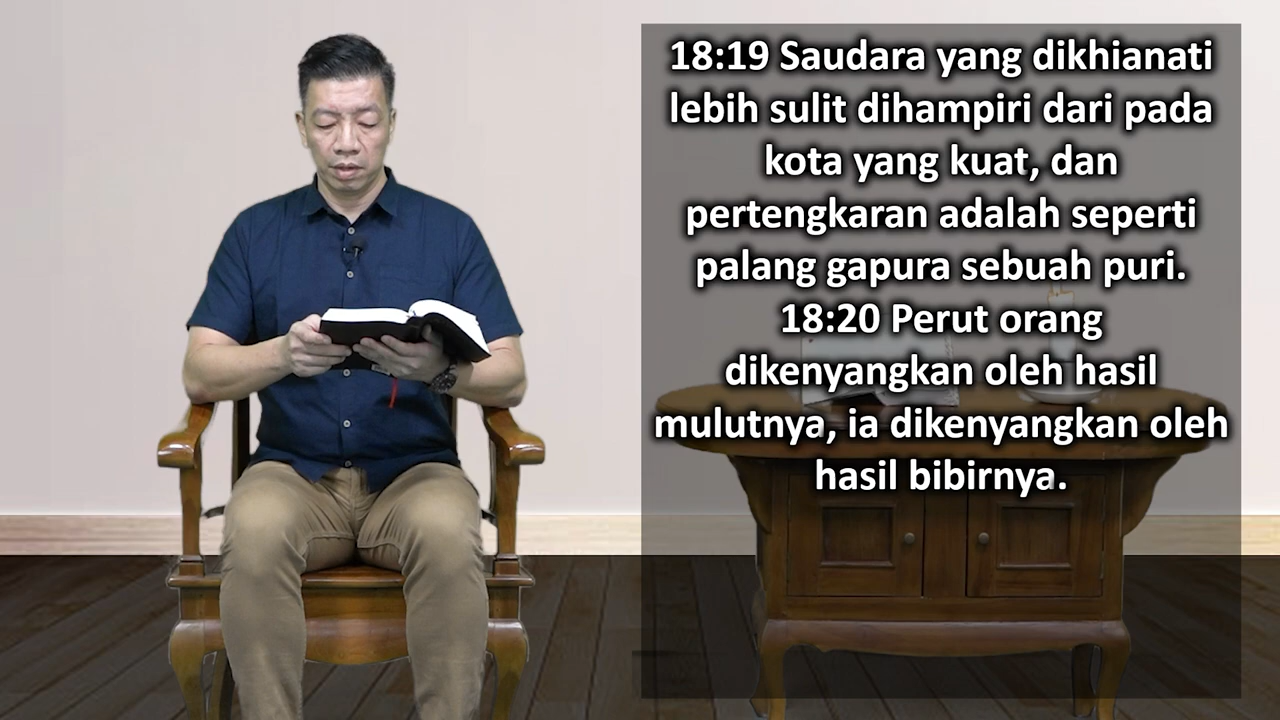 18:19 Saudara yang dikhianati
lebih sulit dihampiri dari pada
kota yang kuat, dan
pertengkaran adalah seperti
palang gapura sebuah puri.
18:20 Perut orang
dikenyangkan oleh hasil
mulutnya, ia dikenyangkan oleh
hasil bibirnya.